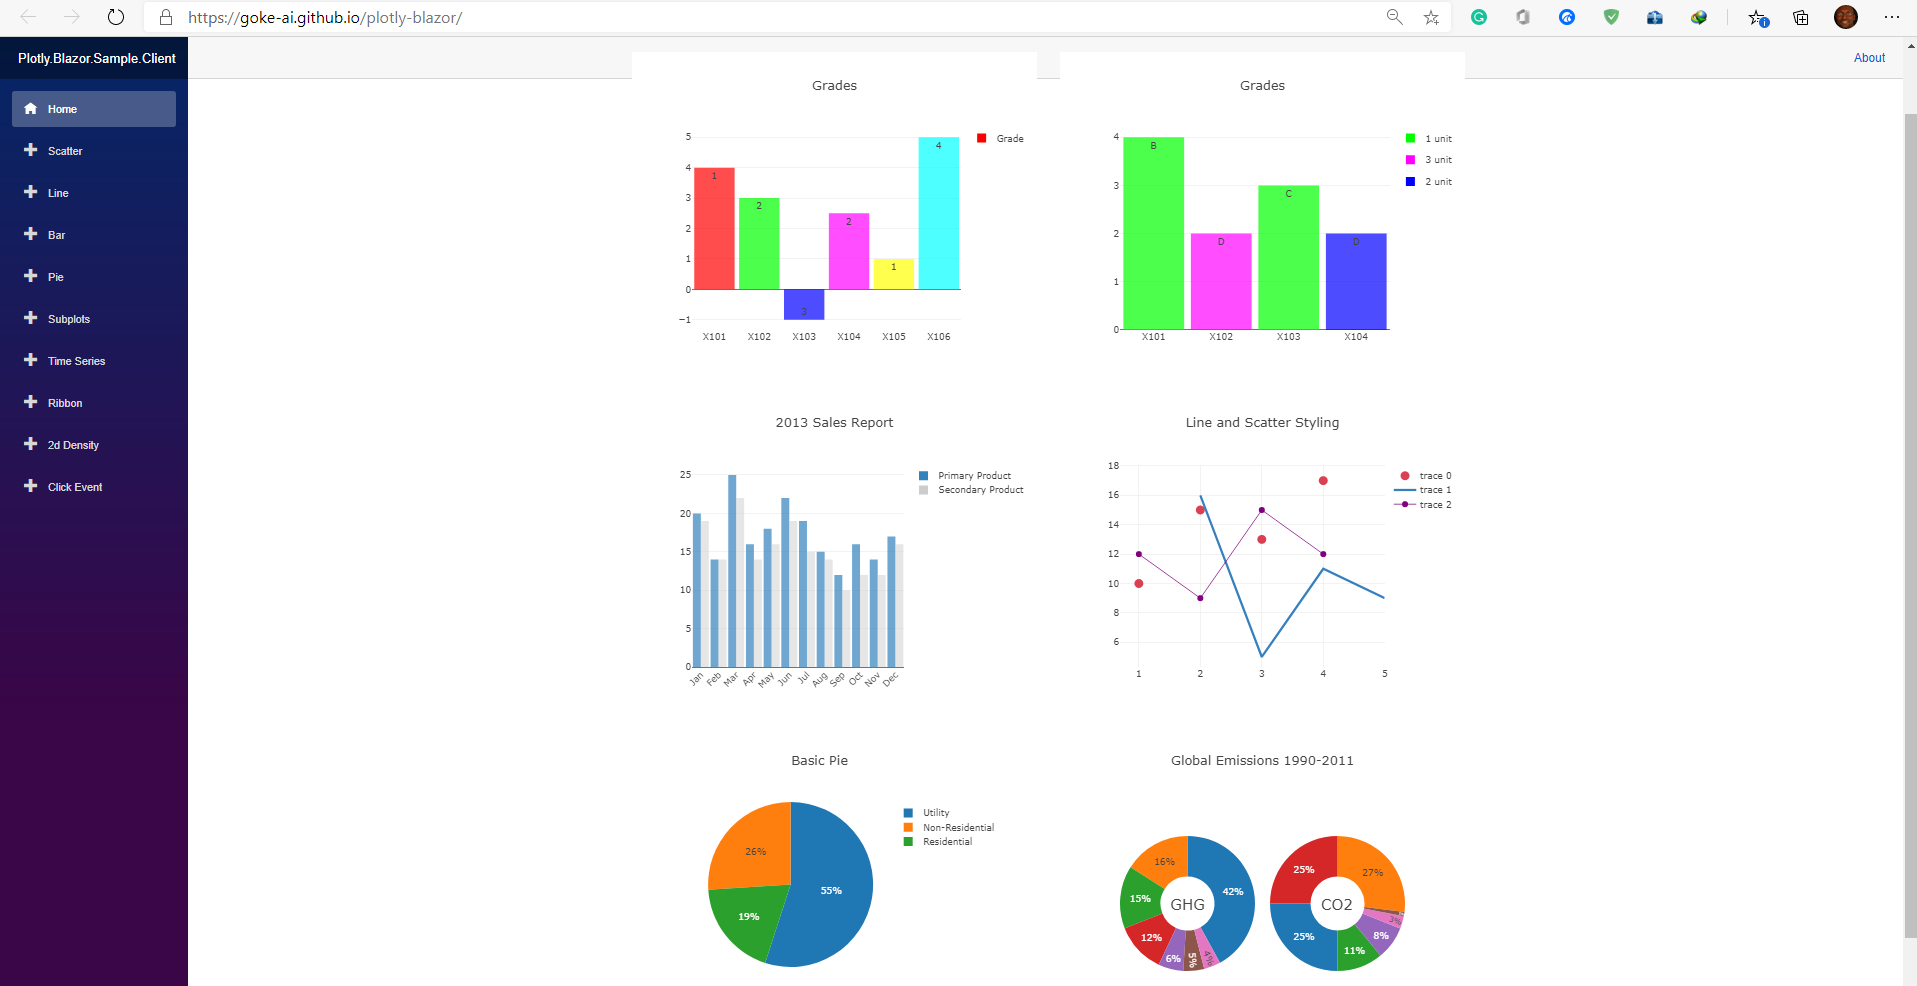 https://goke-ai.github.io/plotly-blazor/
Plotly.Blazor.Sample.Client
About
Home
Scatter
Line
Bar
Pie
Subplots
Time Series
Ribbon
2d Density
Click Event
Grades
5
4
3
2
1
0
−1
1
2
3
2
1
4
X101 X102 X103 X104 X105 X106
Grade
Grades
4
3
2
1
0
B
D
C
D
X101 X102 X103 X104
1 unit
3 unit
2 unit
2013 Sales Report
25
20
15
10
5
0
Jan Feb Mar Apr May Jun Jul Aug Sep Oct Nov Dec
Primary Product
Secondary Product
Line and Scatter Styling
18
16
14
12
10
8
6
1 2 3 4 5
trace 0
trace 1
trace 2
Basic Pie
26%
55%
19%
Utility
Non-Residential
Residential
Global Emissions 1990-2011
16%
42%
15%
GHG
12%
6%
5%
4%
25%
27%
CO2
3%
25%
8%
11%